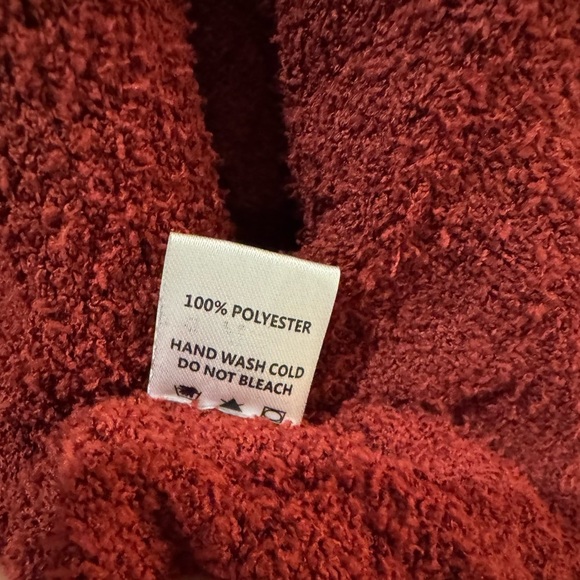 100% POLYESTER
HAND WASH COLD
DO NOT BLEACH